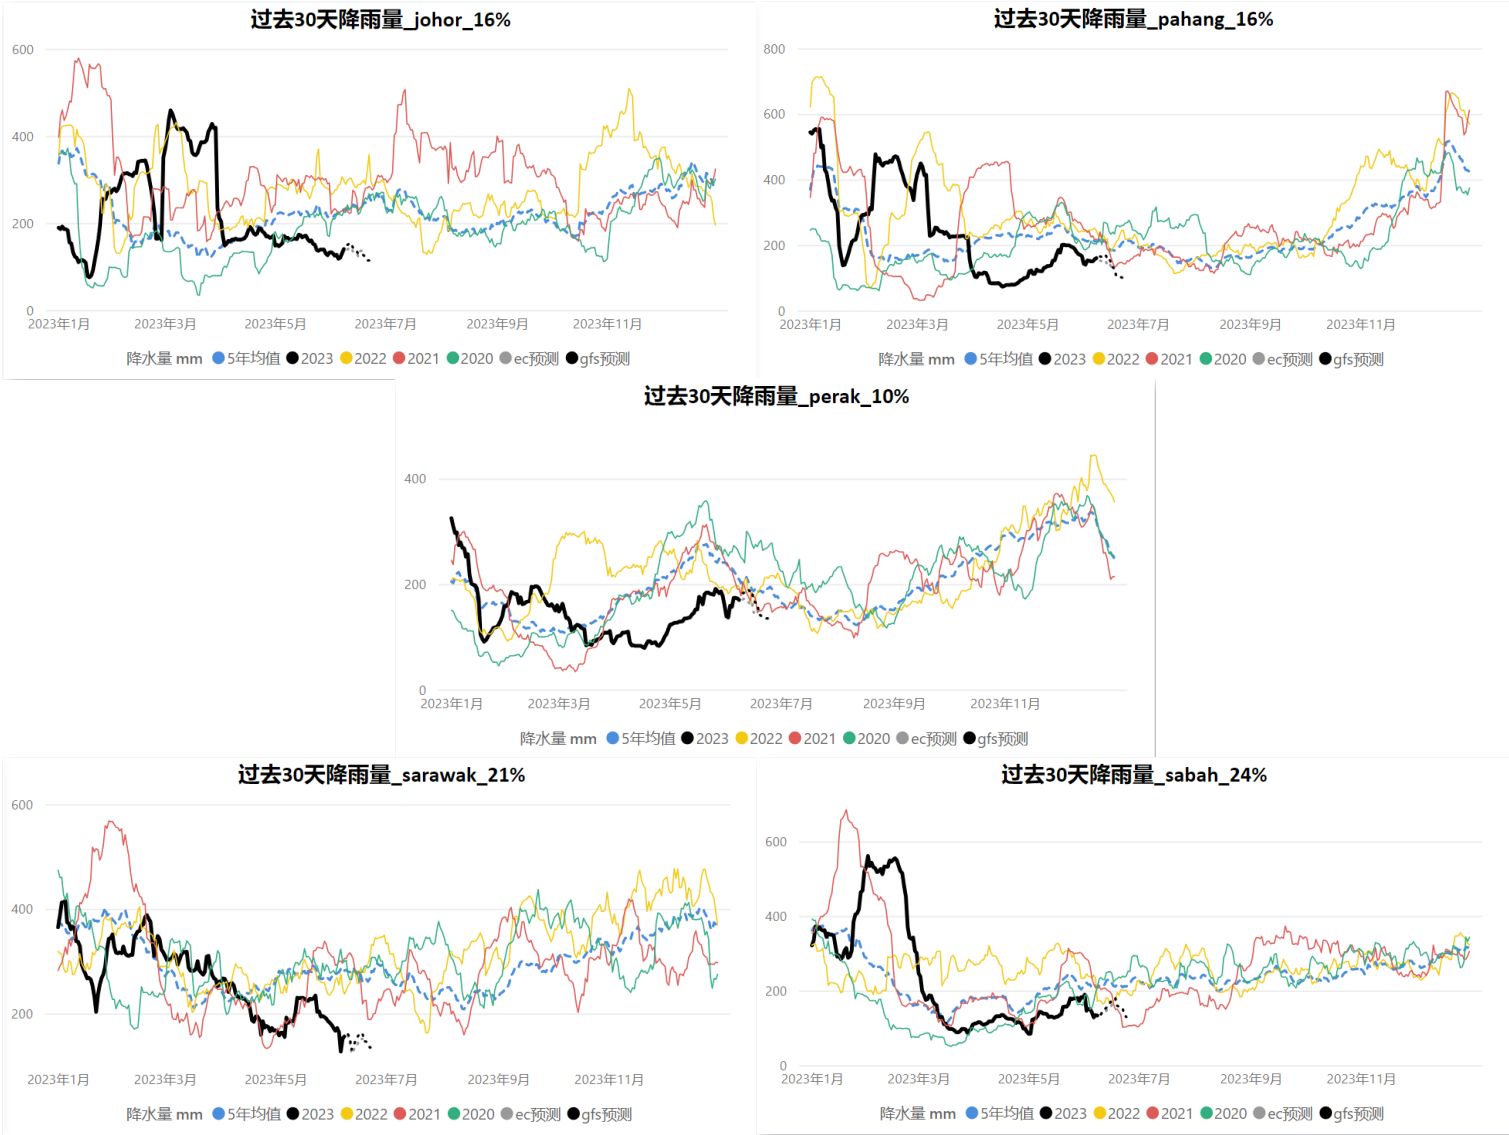 过去30天降雨量_johor_16%
600
400
200
0
2023年1月 2023年3月 2023年5月 2023年7月 2023年9月 2023年11月
降水量 mm 5年均值 2023 2022 2021 2020 ec预测 gfs预测
过去30天降雨量_pahang_16%
800
600
400
200
0
2023年1月 2023年3月 2023年5月 2023年7月 2023年9月 2023年11月
降水量 mm 5年均值 2023 2022 2021 2020 ec预测 gfs预测
过去30天降雨量_perak_10%
400
200
0
2023年1月 2023年3月 2023年5月 2023年7月 2023年9月 2023年11月
降水量 mm 5年均值 2023 2022 2021 2020 ec预测 gfs预测
过去30天降雨量_sarawak_21%
600
400
200
2023年1月 2023年3月 2023年5月 2023年7月 2023年9月 2023年11月
降水量 mm 5年均值 2023 2022 2021 2020 ec预测 gfs预测
过去30天降雨量_sabah_24%
600
400
200
0
2023年1月 2023年3月 2023年5月 2023年7月 2023年9月 2023年11月
降水量 mm 5年均值 2023 2022 2021 2020 ec预测 gfs预测